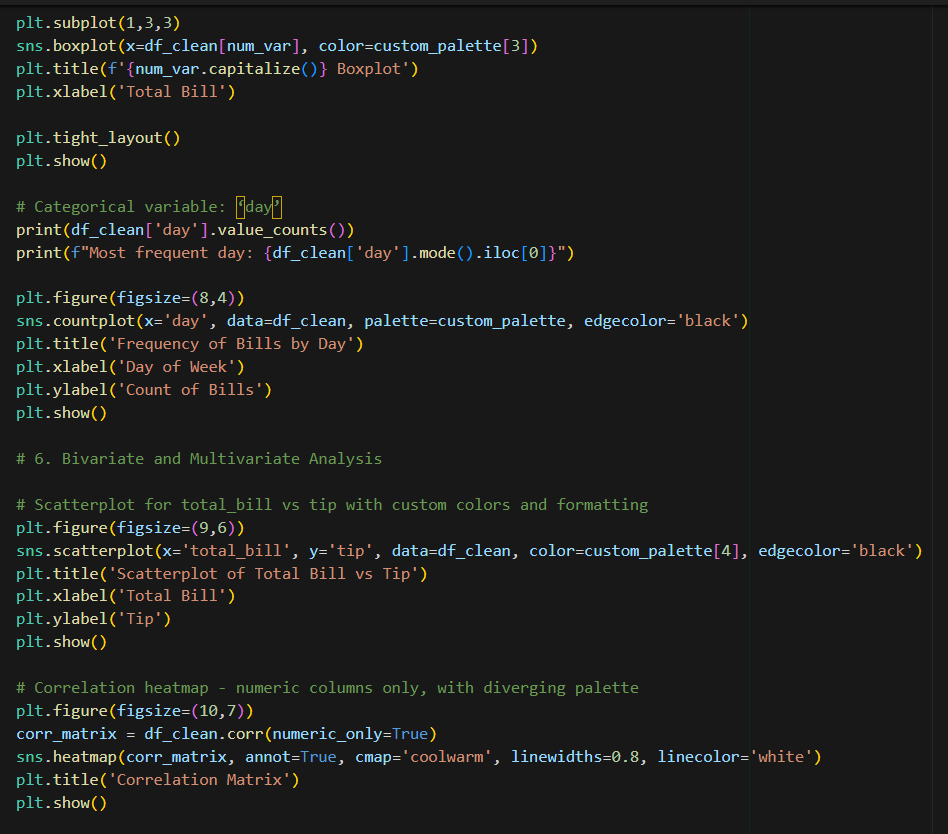 plt.subplot(1,3,3)
sns.boxplot(x=df_clean[num_var], color=custom_palette[3])
plt.title(f'{num_var.capitalize()} Boxplot')
plt.xlabel('Total Bill')

plt.tight_layout()
plt.show()

# Categorical variable: ‘day’
print(df_clean['day'].value_counts())
print(f"Most frequent day: {df_clean['day'].mode().iloc[0]}")

plt.figure(figsize=(8,4))
sns.countplot(x='day', data=df_clean, palette=custom_palette, edgecolor='black')
plt.title('Frequency of Bills by Day')
plt.xlabel('Day of Week')
plt.ylabel('Count of Bills')
plt.show()

# 6. Bivariate and Multivariate Analysis

# Scatterplot for total_bill vs tip with custom colors and formatting
plt.figure(figsize=(9,6))
sns.scatterplot(x='total_bill', y='tip', data=df_clean, color=custom_palette[4], edgecolor='black')
plt.title('Scatterplot of Total Bill vs Tip')
plt.xlabel('Total Bill')
plt.ylabel('Tip')
plt.show()

# Correlation heatmap - numeric columns only, with diverging palette
plt.figure(figsize=(10,7))
corr_matrix = df_clean.corr(numeric_only=True)
sns.heatmap(corr_matrix, annot=True, cmap='coolwarm', linewidths=0.8, linecolor='white')
plt.title('Correlation Matrix')
plt.show()